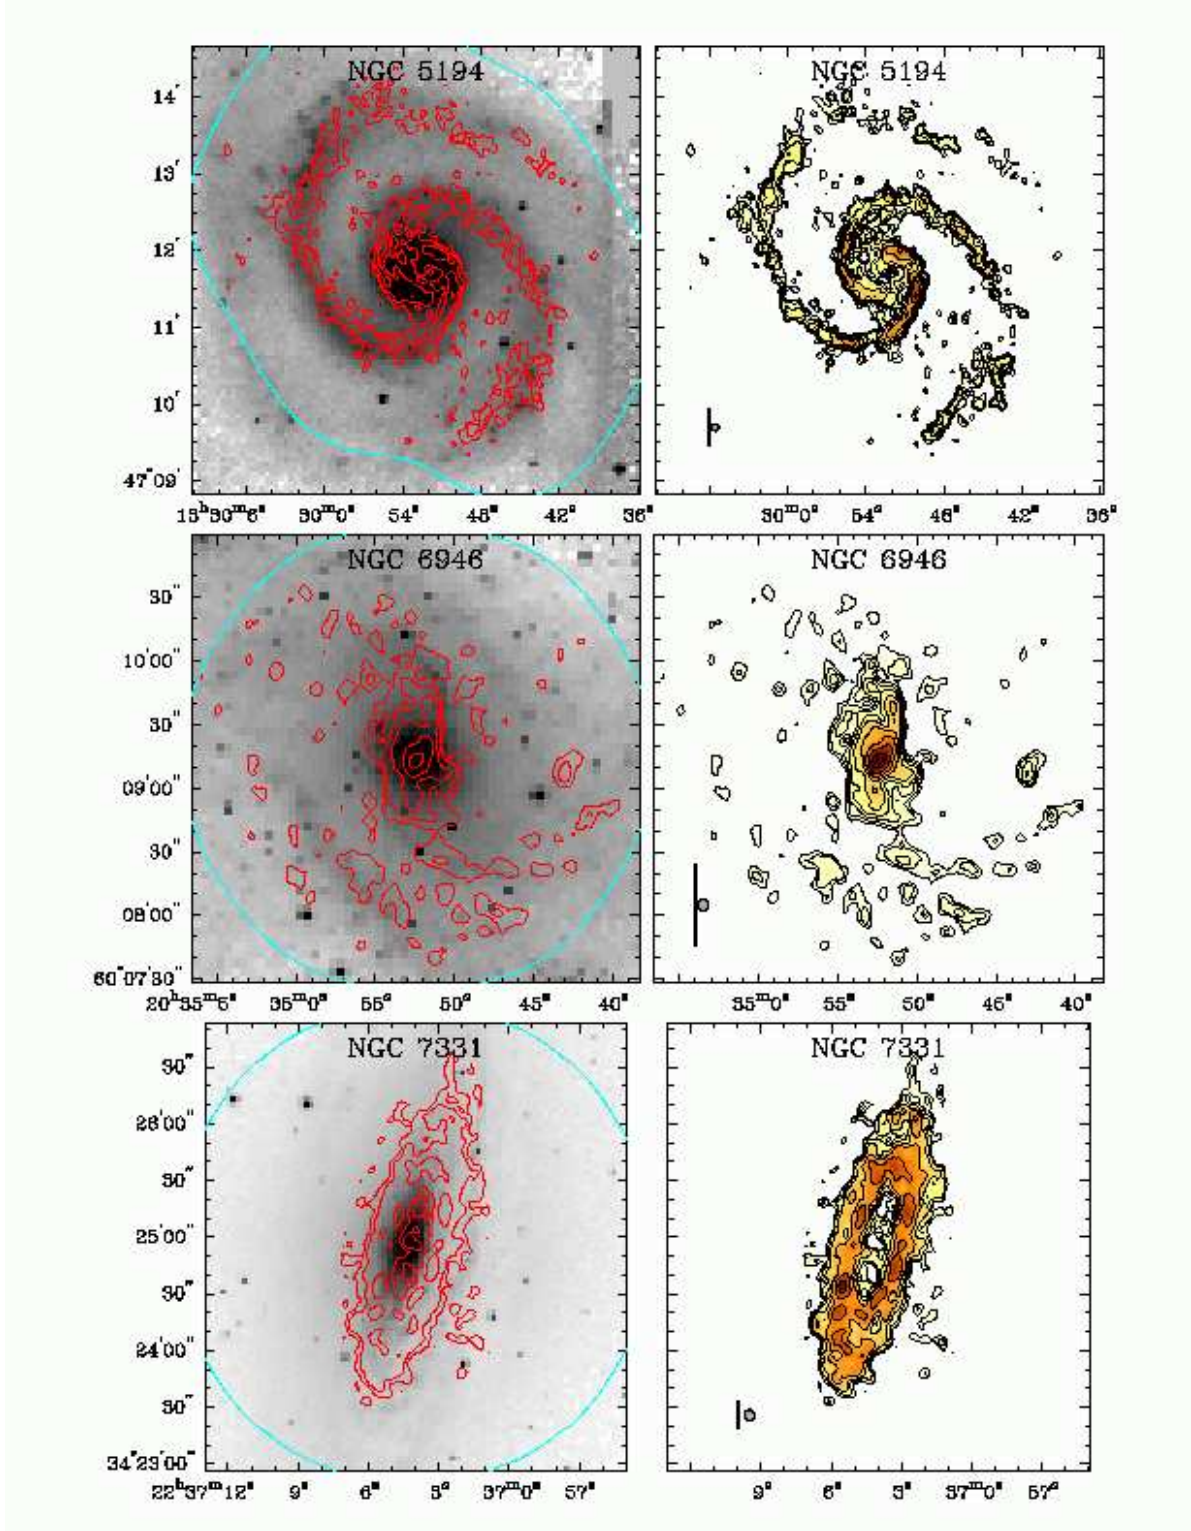 NGC 5194
NGC 5194
14'
13'
12'
11'
10'
47°09'
13ʰ30ᵐ6ˢ 30ᵐ0ˢ 54ˢ 48ˢ 42ˢ 36ˢ
30ᵐ0ˢ 54ˢ 48ˢ 42ˢ 36ˢ
NGC 6946
NGC 6946
30"
10'00"
30"
09'00"
30"
08'00"
60°07'30"
20ʰ35ᵐ5ˢ 35ᵐ0ˢ 55ˢ 50ˢ 45ˢ 40ˢ
35ᵐ0ˢ 55ˢ 50ˢ 45ˢ 40ˢ
NGC 7331
NGC 7331
30"
26'00"
30"
25'00"
30"
24'00"
30"
34°23'00"
22ʰ37ᵐ12ˢ 9ˢ 6ˢ 3ˢ 37ᵐ0ˢ 57ˢ
9ˢ 6ˢ 3ˢ 37ᵐ0ˢ 57ˢ